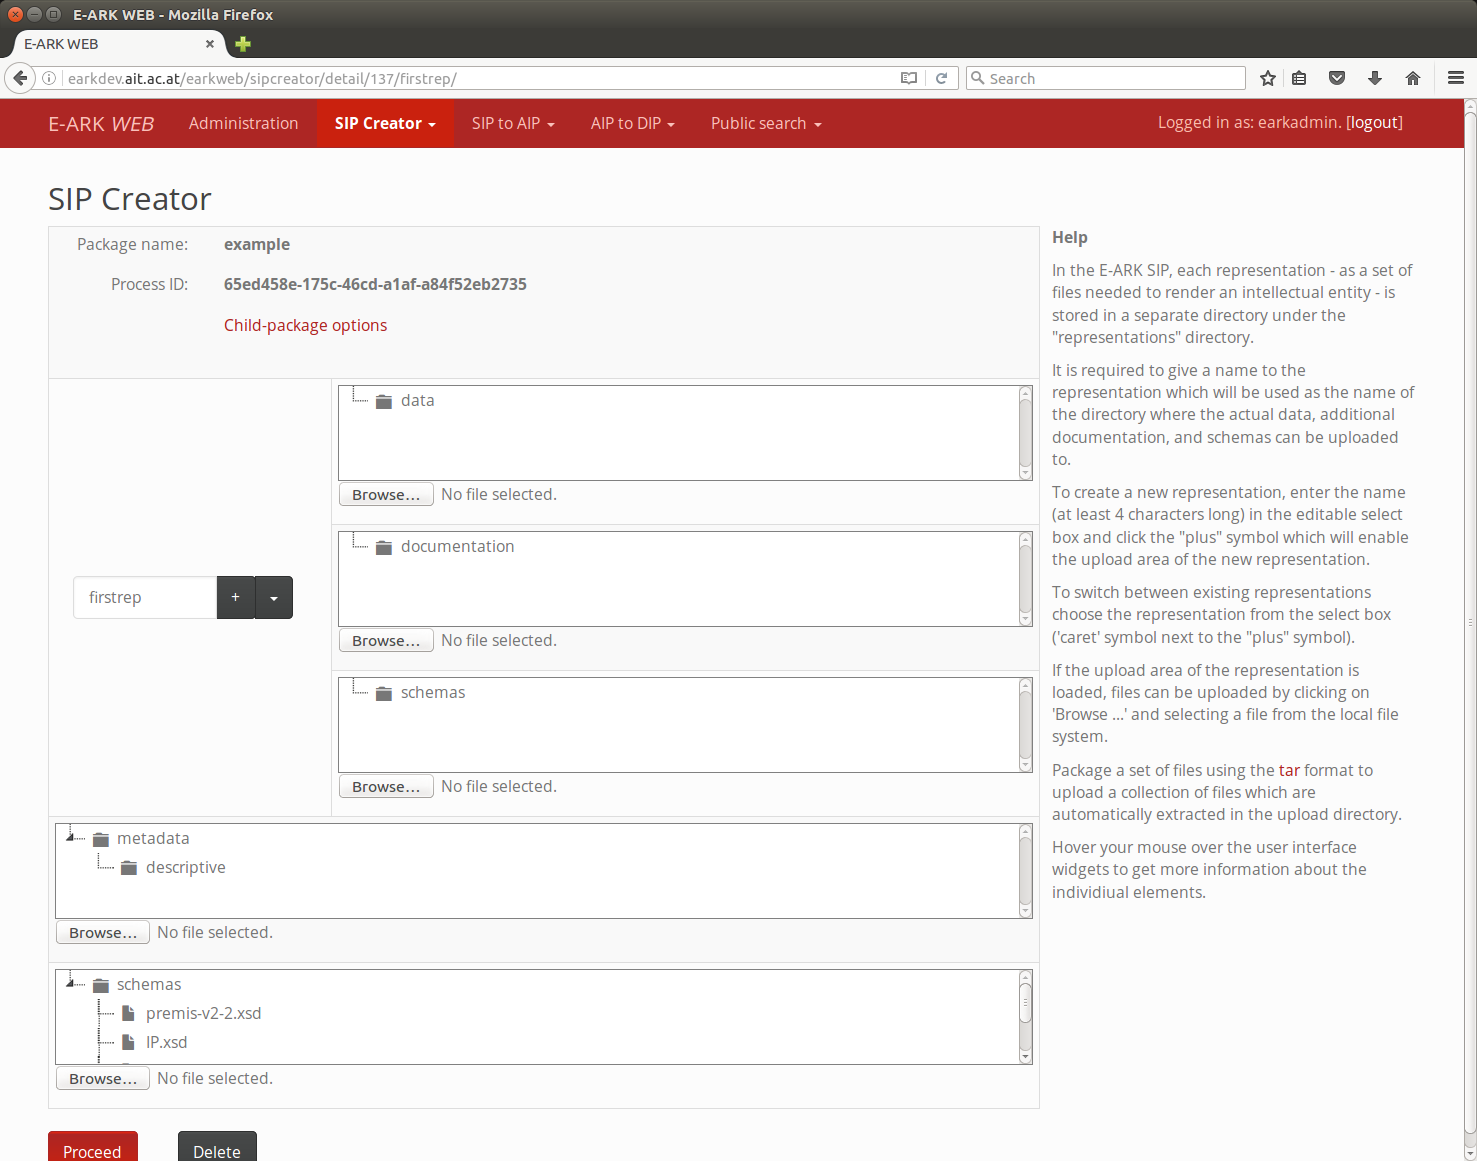 E-ARK WEB - Mozilla Firefox
E-ARK WEB
earkdev.ait.ac.at/earkweb/sipcreator/detail/137/firstrep/
Search
E-ARK WEB Administration SIP Creator SIP to AIP AIP to DIP Public search Logged in as: earkadmin. [logout]
SIP Creator
Package name: example
Process ID: 65ed458e-175c-46cd-a1af-a84f52eb2735
Child-package options
data
Browse... No file selected.
documentation
firstrep +
Browse... No file selected.
schemas
Browse... No file selected.
metadata
descriptive
Browse... No file selected.
schemas
premis-v2-2.xsd
IP.xsd
Browse... No file selected.
Proceed Delete
Help
In the E-ARK SIP, each representation - as a set of
files needed to render an intellectual entity - is
stored in a separate directory under the
"representations" directory.
It is required to give a name to the
representation which will be used as the name of
the directory where the actual data, additional
documentation, and schemas can be uploaded
to.
To create a new representation, enter the name
(at least 4 characters long) in the editable select
box and click the "plus" symbol which will enable
the upload area of the new representation.
To switch between existing representations
choose the representation from the select box
('caret' symbol next to the "plus" symbol).
If the upload area of the representation is
loaded, files can be uploaded by clicking on
'Browse ...' and selecting a file from the local file
system.
Package a set of files using the tar format to
upload a collection of files which are
automatically extracted in the upload directory.
Hover your mouse over the user interface
widgets to get more information about the
individiual elements.